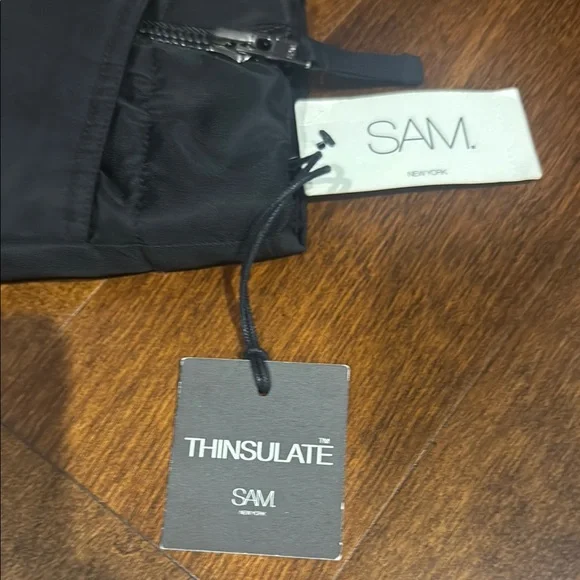 SAM.
NEW YORK.
THINSULATE™
SAM.
NEW YORK